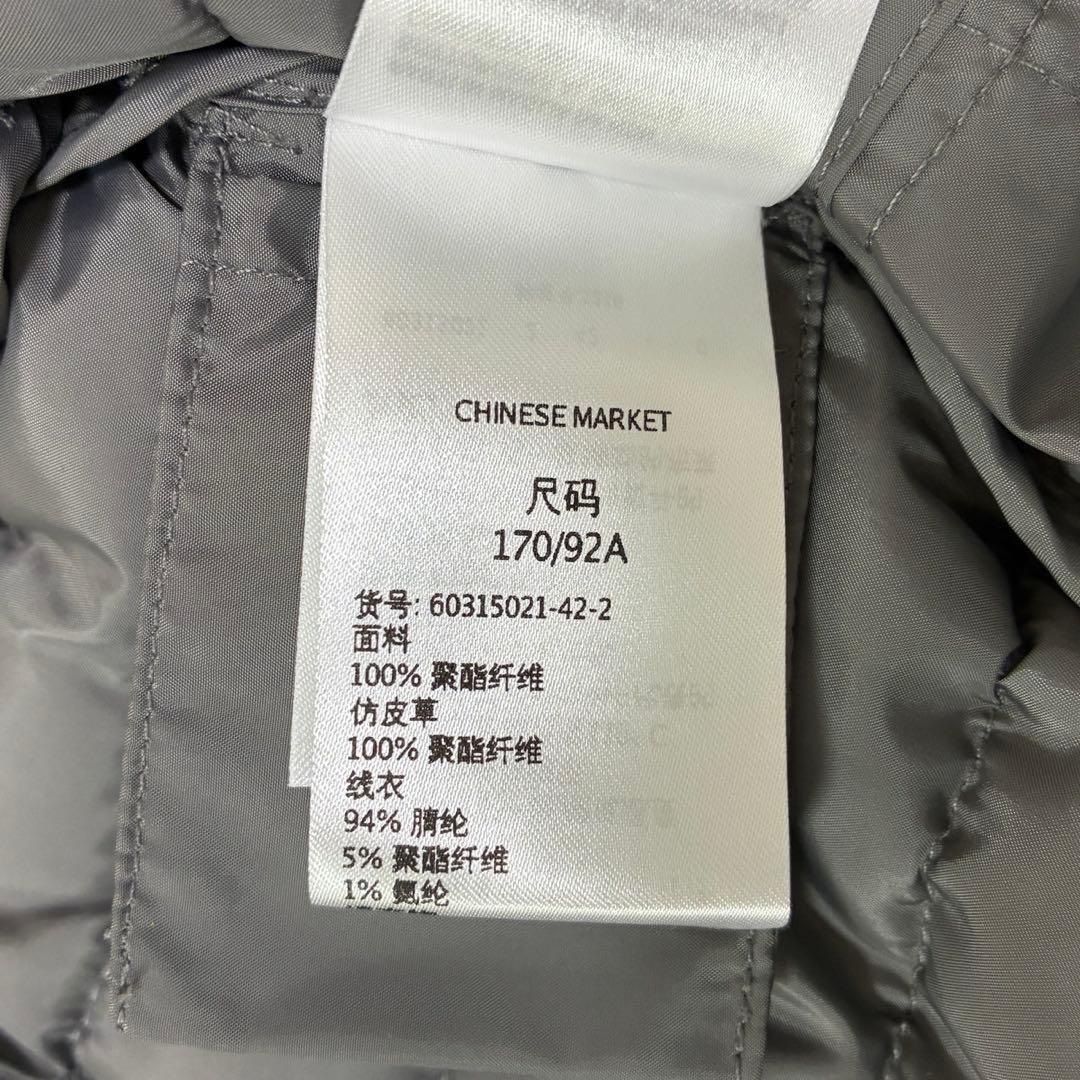 CHINESE MARKET
尺码
170/92A
货号: 60315021-42-2
面料
100% 聚酯纤维
仿皮草
100% 聚酯纤维
线衣
94% 腈纶
5% 聚酯纤维
1% 氨纶